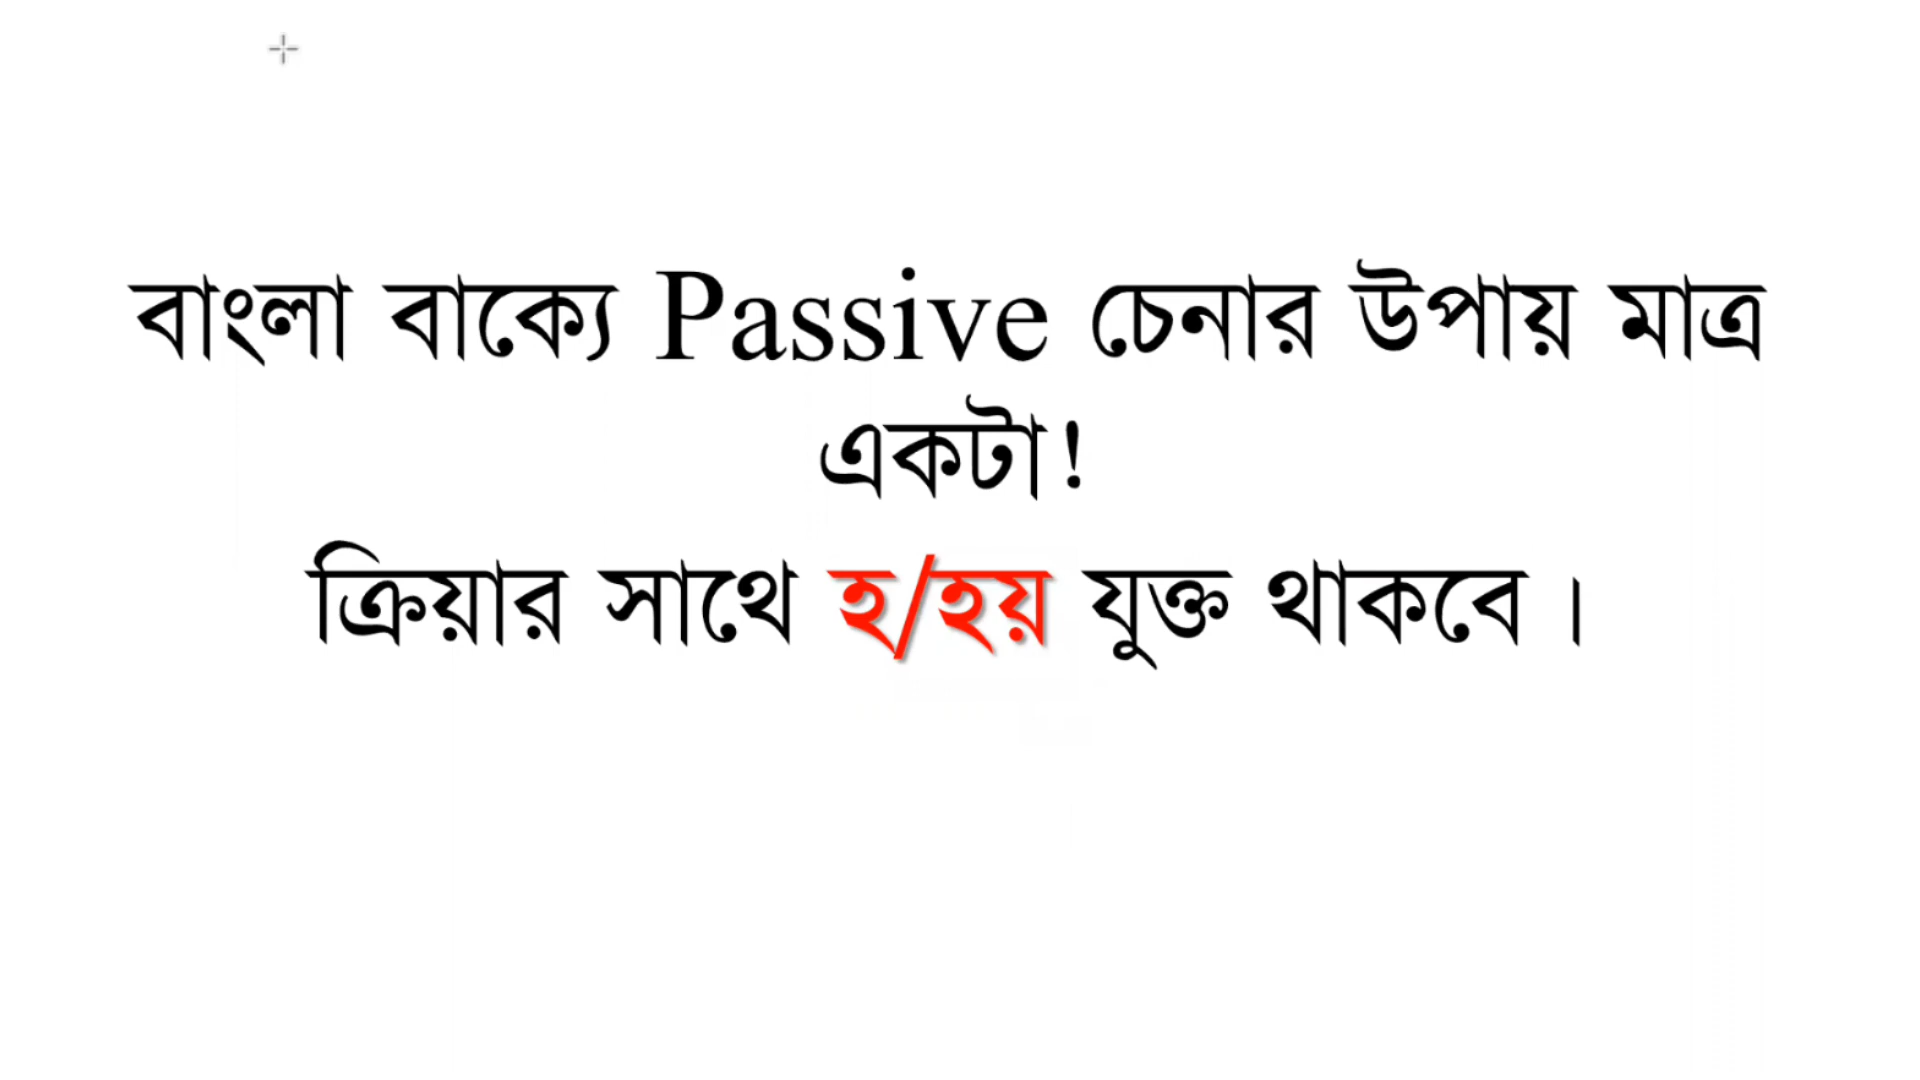 বাংলা বাক্যে Passive চেনার উপায় মাত্র
একটা!
ক্রিয়ার সাথে হ/হয় যুক্ত থাকবে।